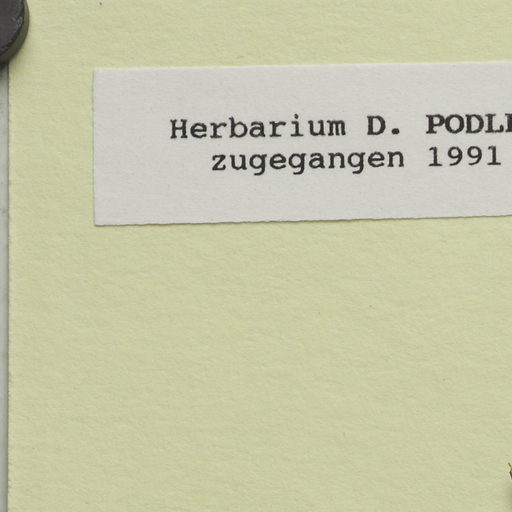 Herbarium D. PODL
zugegangen 1991